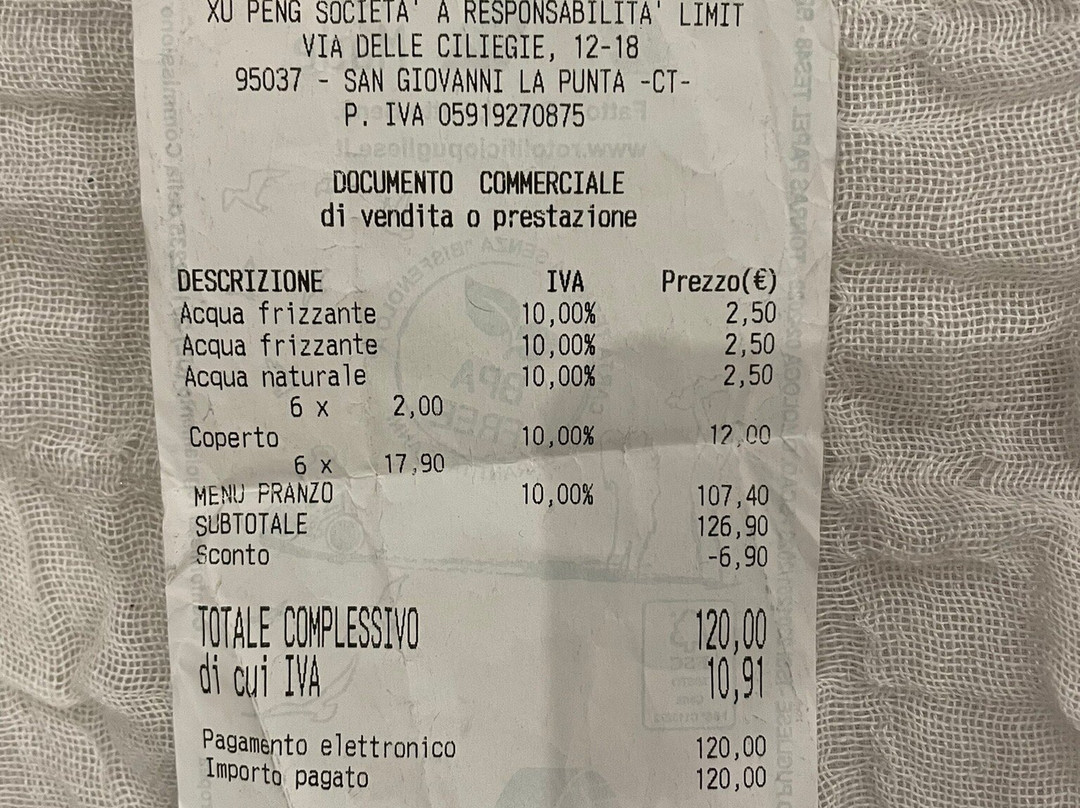 XU PENG SOCIETA' A RESPONSABILITA' LIMIT
VIA DELLE CILIEGIE, 12-18
95037 - SAN GIOVANNI LA PUNTA -CT-
P. IVA 05919270875
DOCUMENTO COMMERCIALE
di vendita o prestazione
DESCRIZIONE IVA Prezzo(€)
Acqua frizzante 10,00% 2,50
Acqua frizzante 10,00% 2,50
Acqua naturale 10,00% 2,50
6 x 2,00
Coperto 10,00% 12,00
6 x 17,90
MENU PRANZO 10,00% 107,40
SUBTOTALE 126,90
Sconto -6,90
TOTALE COMPLESSIVO 120,00
di cui IVA 10,91
Pagamento elettronico 120,00
Importo pagato 120,00